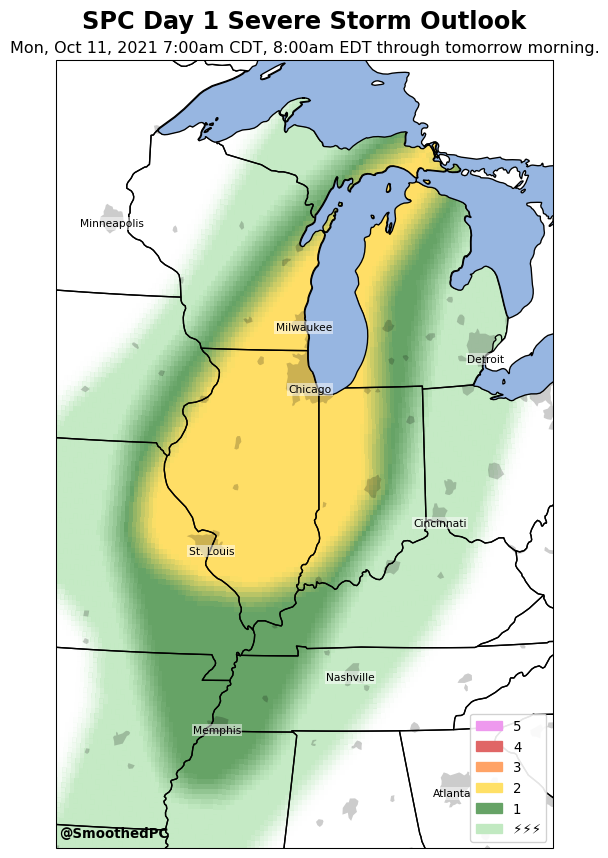 SPC Day 1 Severe Storm Outlook
Mon, Oct 11, 2021 7:00am CDT, 8:00am EDT through tomorrow morning.
Minneapolis
Milwaukee
Detroit
Chicago
Cincinnati
St. Louis
Nashville
Memphis
Atlanta
5
4
3
2
1
⚡⚡⚡
@SmoothedPC